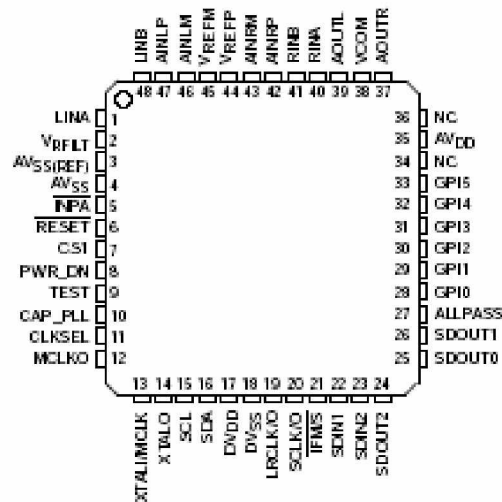 LINB
AINLP
AINLM
VREFM
VREFP
AINRM
AINRP
RINB
RINA
AOUTL
VCOM
AOUTR
48 47 46 45 44 43 42 41 40 39 38 37
LINA 1
VRFILT 2
AVSS(REF) 3
AVSS 4
INPA 5
RESET 6
CS1 7
PWR_DN 8
TEST 9
CAP_PLL 10
CLKSEL 11
MCLKO 12
36 NC
35 AVDD
34 NC
33 GPI5
32 GPI4
31 GPI3
30 GPI2
29 GPI1
28 GPI0
27 ALLPASS
26 SDOUT1
25 SDOUT0
13 14 15 16 17 18 19 20 21 22 23 24
XTALI/MCLK
XTALO
SCL
SDA
DVDD
DVSS
LRCLK/O
SCLK/O
IFM/S
SDIN1
SDIN2
SDOUT2